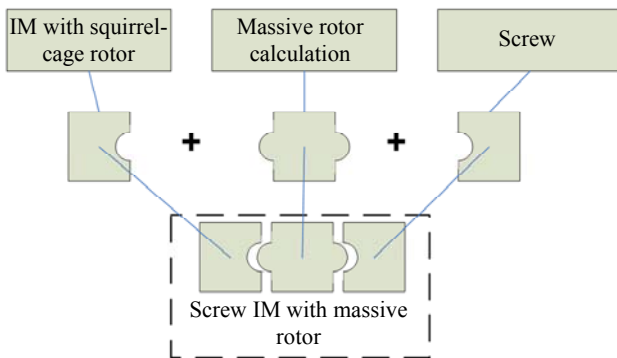 IM with squirrel-
cage rotor
Massive rotor
calculation
Screw
+
+
Screw IM with massive
rotor